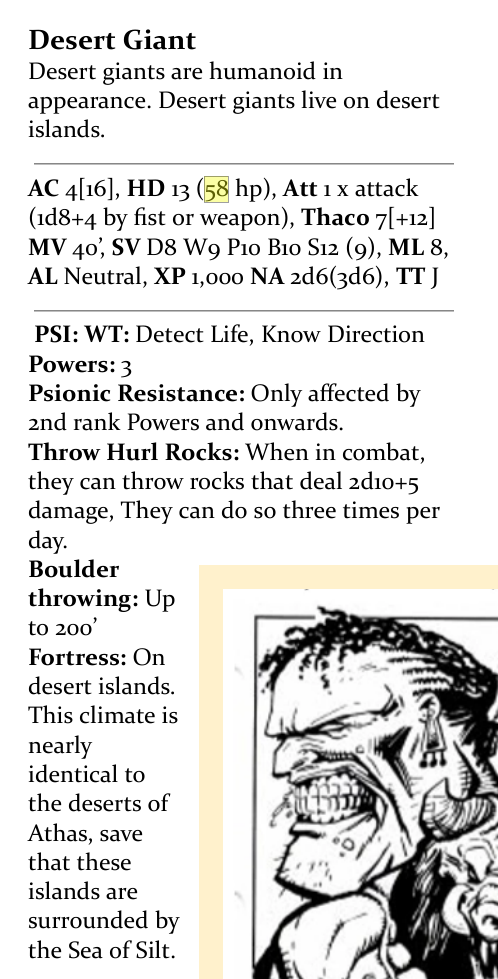 Desert Giant
Desert giants are humanoid in
appearance. Desert giants live on desert
islands.
AC 4[16], HD 13 (58 hp), Att 1 x attack
(1d8+4 by fist or weapon), Thaco 7[+12]
MV 40’, SV D8 W9 P10 B10 S12 (9), ML 8,
AL Neutral, XP 1,000 NA 2d6(3d6), TT J
PSI: WT: Detect Life, Know Direction
Powers: 3
Psionic Resistance: Only affected by
2nd rank Powers and onwards.
Throw Hurl Rocks: When in combat,
they can throw rocks that deal 2d10+5
damage, They can do so three times per
day.
Boulder
throwing: Up
to 200’
Fortress: On
desert islands.
This climate is
nearly
identical to
the deserts of
Athas, save
that these
islands are
surrounded by
the Sea of Silt.